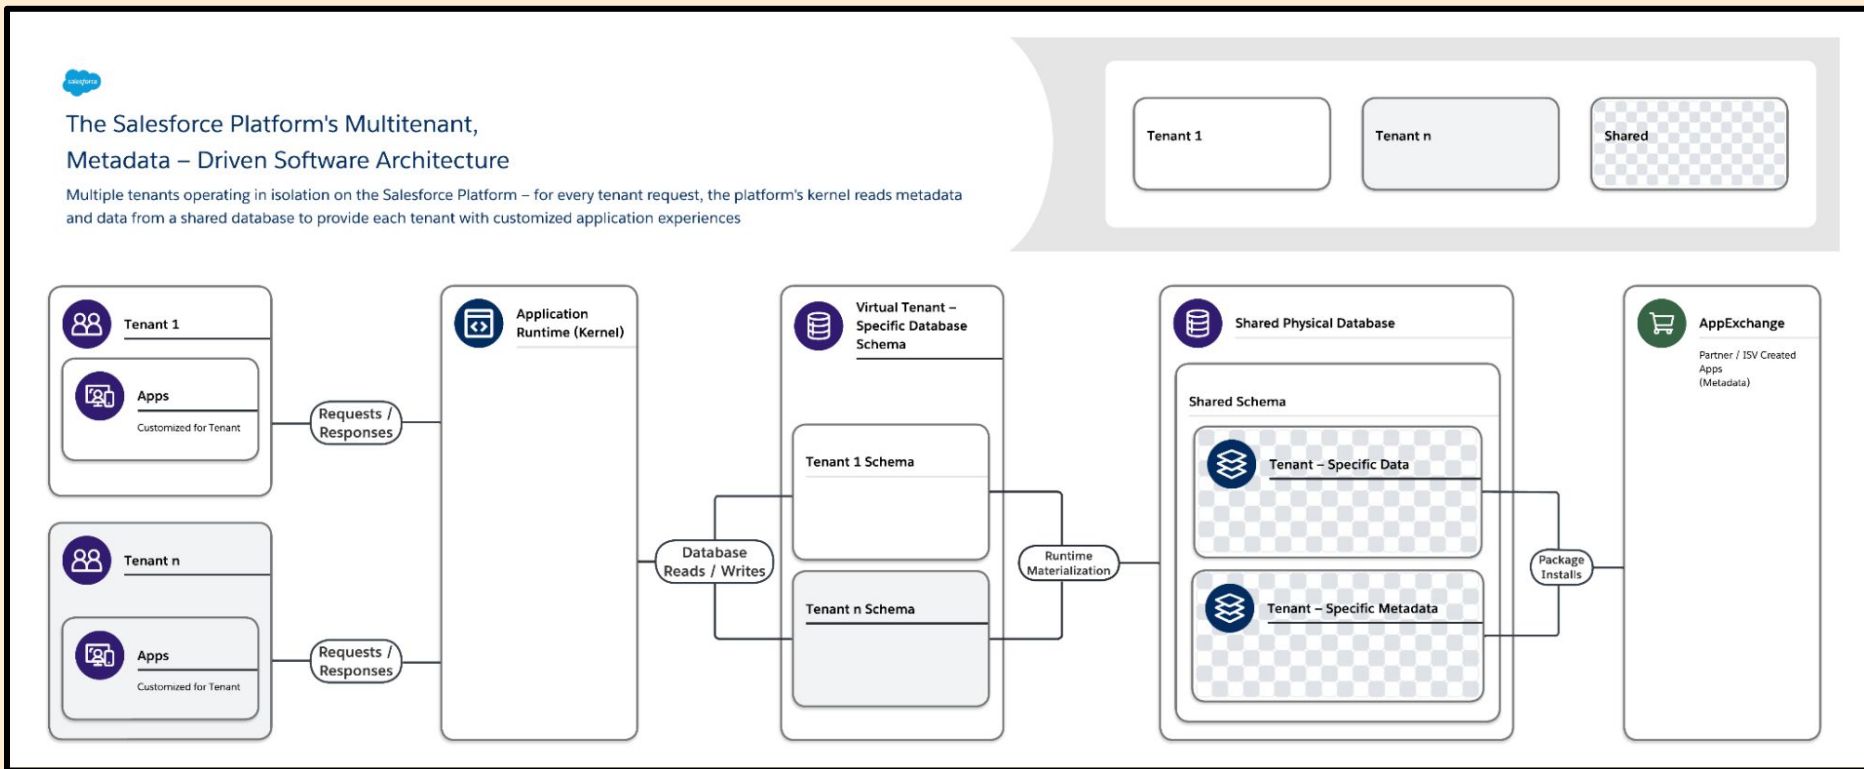 salesforce
The Salesforce Platform's Multitenant,
Metadata – Driven Software Architecture
Multiple tenants operating in isolation on the Salesforce Platform – for every tenant request, the platform's kernel reads metadata
and data from a shared database to provide each tenant with customized application experiences
Tenant 1
Tenant n
Shared
Tenant 1
Apps
Customized for Tenant
Requests /
Responses
Tenant n
Apps
Customized for Tenant
Requests /
Responses
Application
Runtime (Kernel)
Database
Reads / Writes
Virtual Tenant –
Specific Database
Schema
Tenant 1 Schema
Tenant n Schema
Runtime
Materialization
Shared Physical Database
Shared Schema
Tenant – Specific Data
Tenant – Specific Metadata
Package
Installs
AppExchange
Partner / ISV Created
Apps
(Metadata)